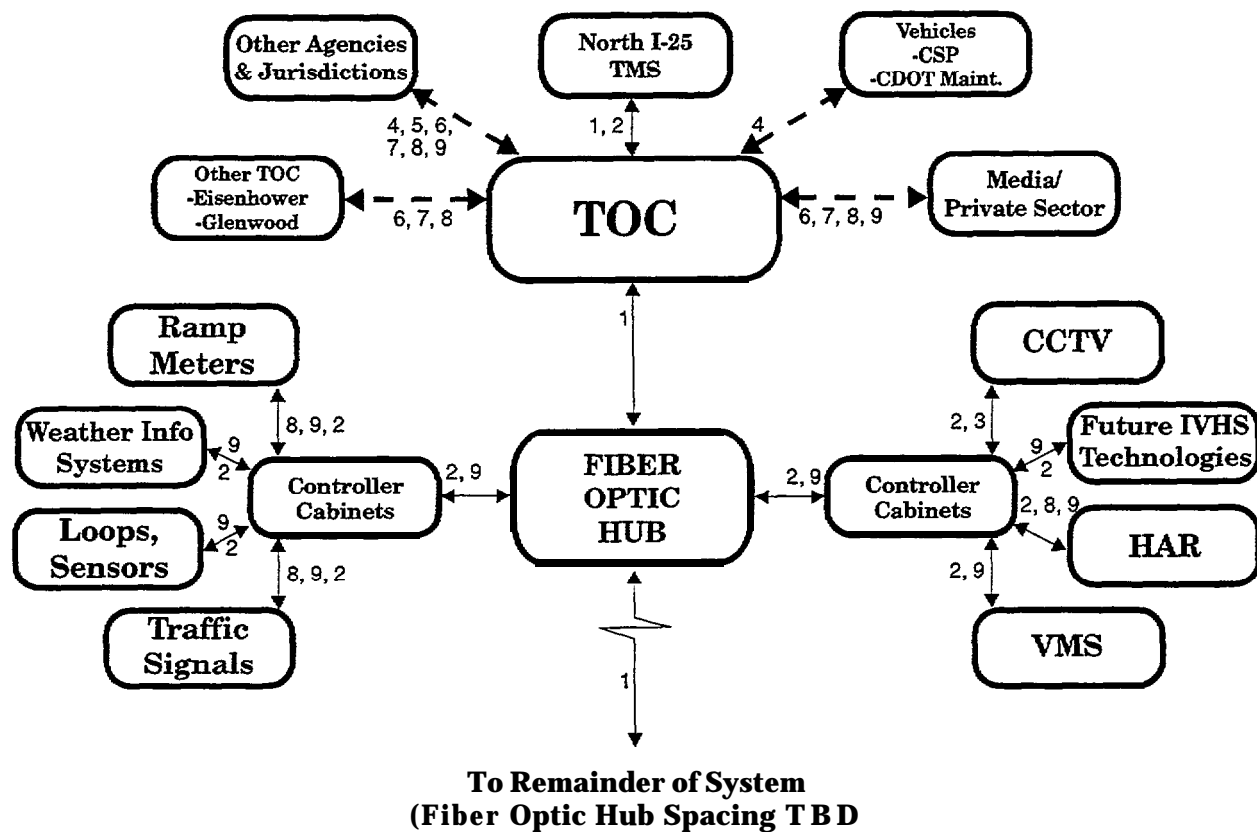 Other Agencies
& Jurisdictions
North I-25
TMS
Vehicles
-CSP
-CDOT Maint.
4, 5, 6,
7, 8, 9
1, 2
4
Other TOC
-Eisenhower
-Glenwood
6, 7, 8
TOC
6, 7, 8, 9
Media/
Private Sector
1
Ramp
Meters
CCTV
8, 9, 2
2, 3
Weather Info
Systems
9
2
Future IVHS
Technologies
9
2
Controller
Cabinets
2, 9
FIBER
OPTIC
HUB
2, 9
Controller
Cabinets
2, 8, 9
Loops,
Sensors
9
2
HAR
8, 9, 2
2, 9
Traffic
Signals
VMS
1
To Remainder of System
(Fiber Optic Hub Spacing TBD